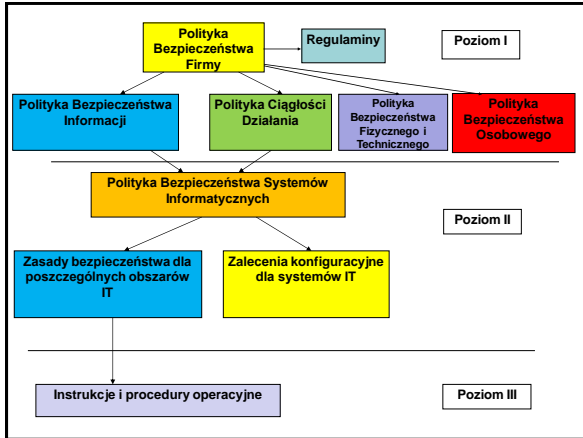 Polityka
Bezpieczeństwa
Firmy
Regulaminy
Poziom I
Polityka Bezpieczeństwa
Informacji
Polityka Ciągłości
Działania
Polityka
Bezpieczeństwa
Fizycznego i
Technicznego
Polityka
Bezpieczeństwa
Osobowego
Polityka Bezpieczeństwa Systemów
Informatycznych
Poziom II
Zasady bezpieczeństwa dla
poszczególnych obszarów
IT
Zalecenia konfiguracyjne
dla systemów IT
Instrukcje i procedury operacyjne
Poziom III